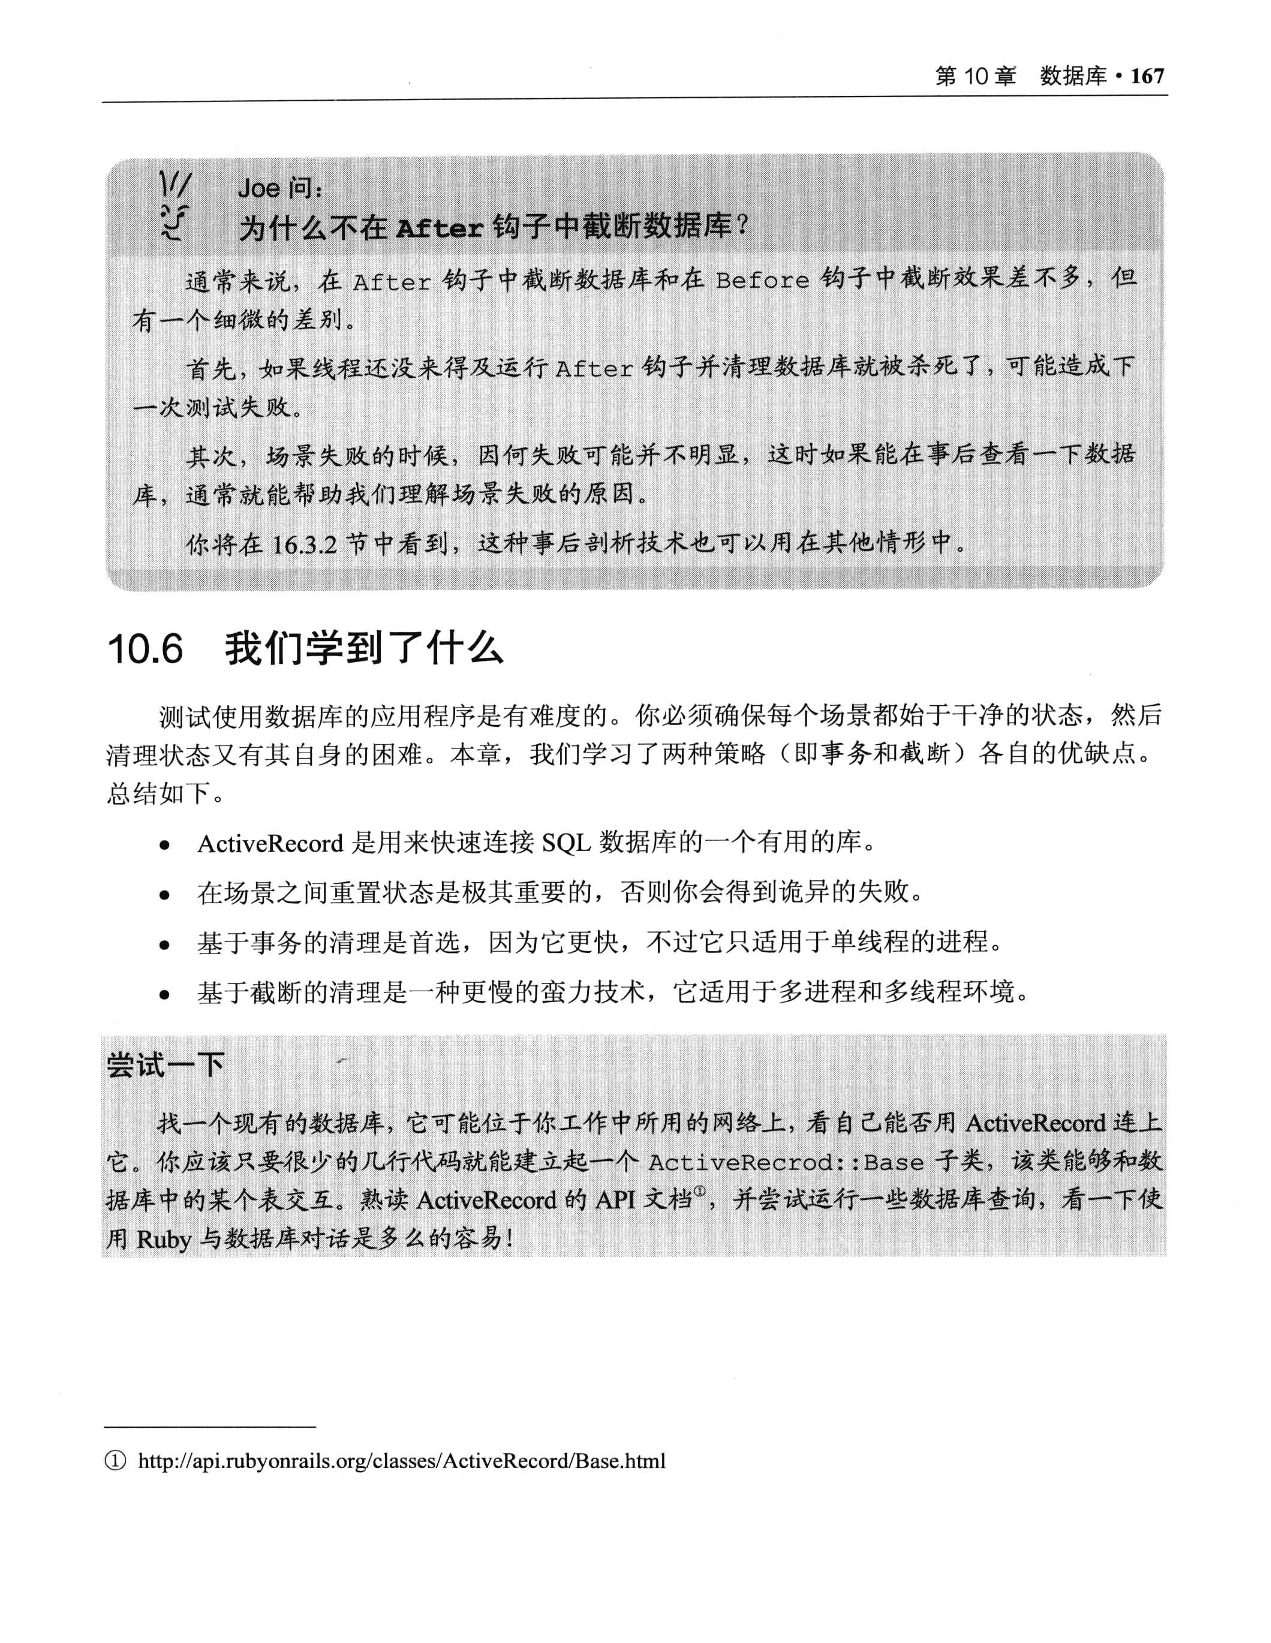 第 10 章 数据库·167
Joe 问：
为什么不在 After 钩子中截断数据库？
通常来说，在 After 钩子中截断数据库和在 Before 钩子中截断效果差不多，但
有一个细微的差别。
首先，如果线程还没来得及运行 After 钩子并清理数据库就被杀死了，可能造成下
一次测试失败。
其次，场景失败的时候，因何失败可能并不明显，这时如果能在事后查看一下数据
库，通常就能帮助我们理解场景失败的原因。
你将在 16.3.2 节中看到，这种事后剖析技术也可以用在其他情形中。
10.6 我们学到了什么
测试使用数据库的应用程序是有难度的。你必须确保每个场景都始于干净的状态，然后
清理状态又有其自身的困难。本章，我们学习了两种策略（即事务和截断）各自的优缺点。
总结如下。
● ActiveRecord 是用来快速连接 SQL 数据库的一个有用的库。
● 在场景之间重置状态是极其重要的，否则你会得到诡异的失败。
● 基于事务的清理是首选，因为它更快，不过它只适用于单线程的进程。
● 基于截断的清理是一种更慢的蛮力技术，它适用于多进程和多线程环境。
尝试一下
找一个现有的数据库，它可能位于你工作中所用的网络上，看自己能否用 ActiveRecord 连上
它。你应该只要很少的几行代码就能建立起一个 ActiveRecrod::Base 子类，该类能够和数
据库中的某个表交互。熟读 ActiveRecord 的 API 文档①，并尝试运行一些数据库查询，看一下使
用 Ruby 与数据库对话是多么的容易！
① http://api.rubyonrails.org/classes/ActiveRecord/Base.html